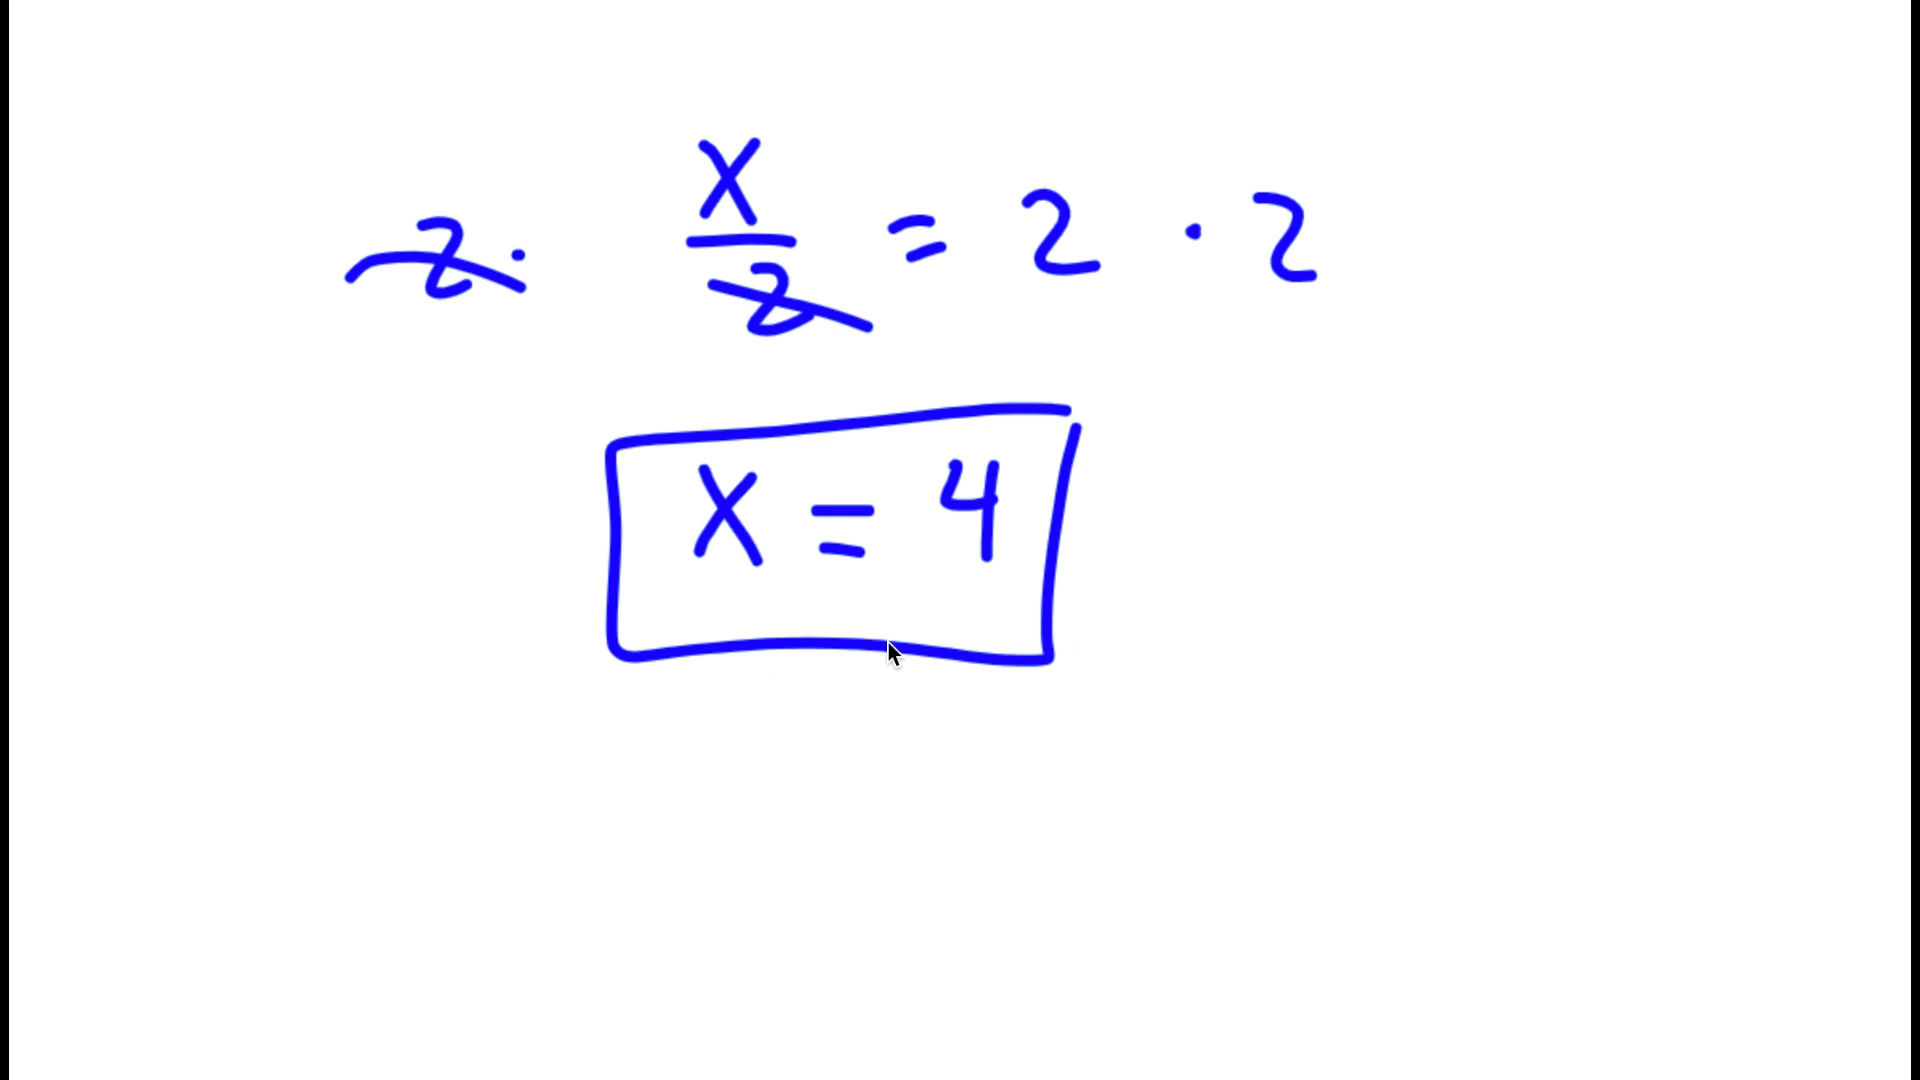 2 · x/2 = 2 · 2
x = 4